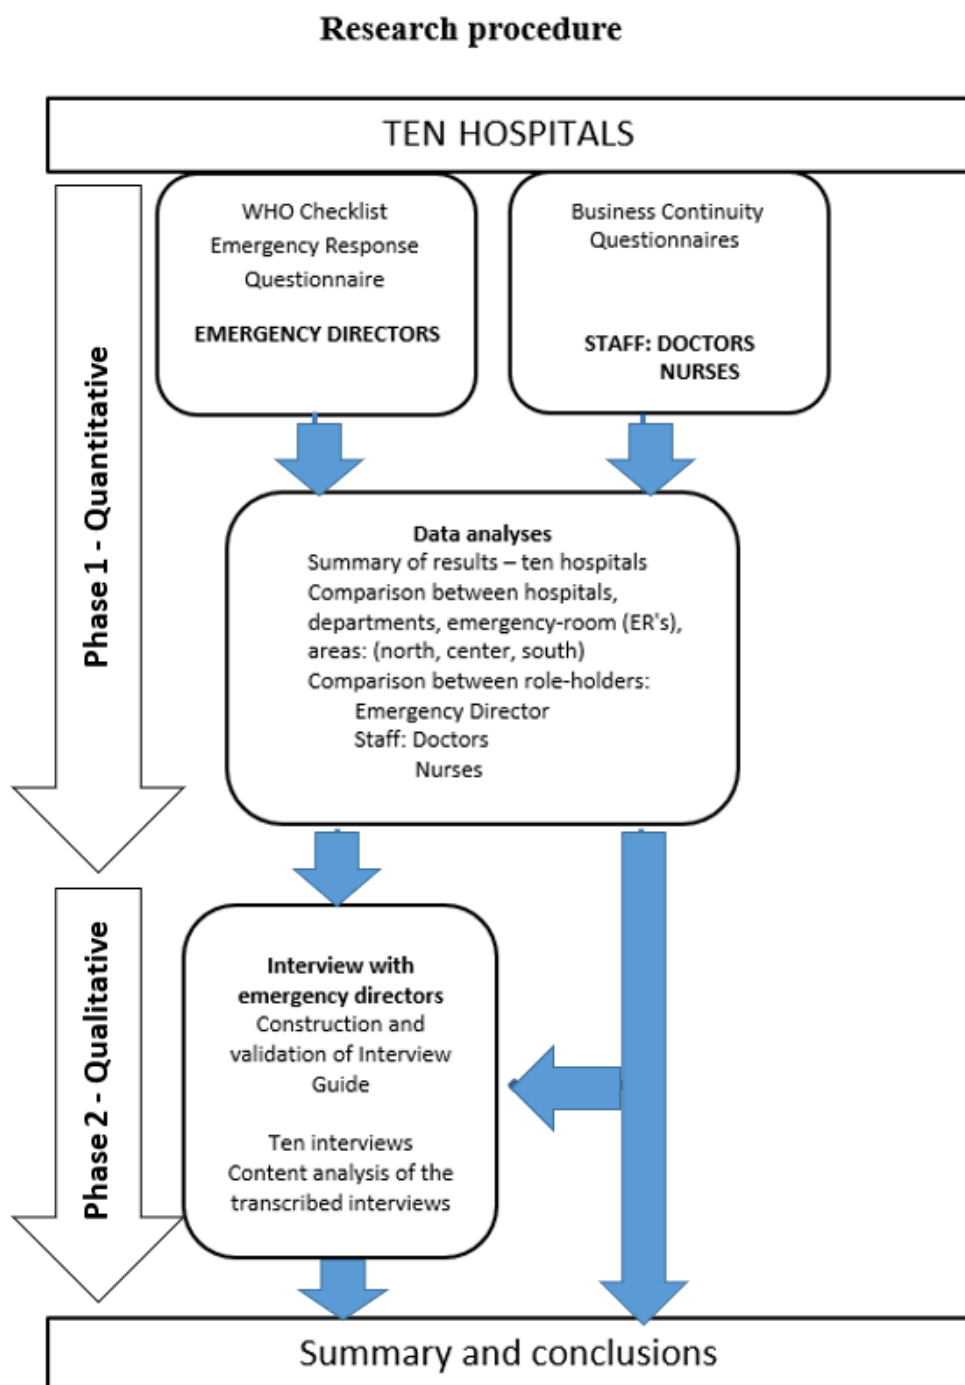 Research procedure
TEN HOSPITALS
WHO Checklist
Emergency Response
Questionnaire
EMERGENCY DIRECTORS
Business Continuity
Questionnaires
STAFF: DOCTORS
NURSES
Phase 1 - Quantitative
Data analyses
Summary of results – ten hospitals
Comparison between hospitals,
departments, emergency-room (ER's),
areas: (north, center, south)
Comparison between role-holders:
Emergency Director
Staff: Doctors
Nurses
Phase 2 - Qualitative
Interview with
emergency directors
Construction and
validation of Interview
Guide
Ten interviews
Content analysis of the
transcribed interviews
Summary and conclusions